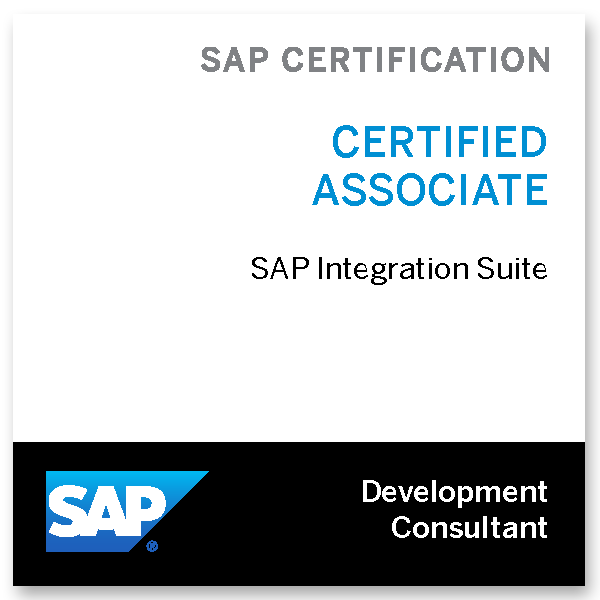 SAP CERTIFICATION
CERTIFIED
ASSOCIATE
SAP Integration Suite
SAP®
Development
Consultant